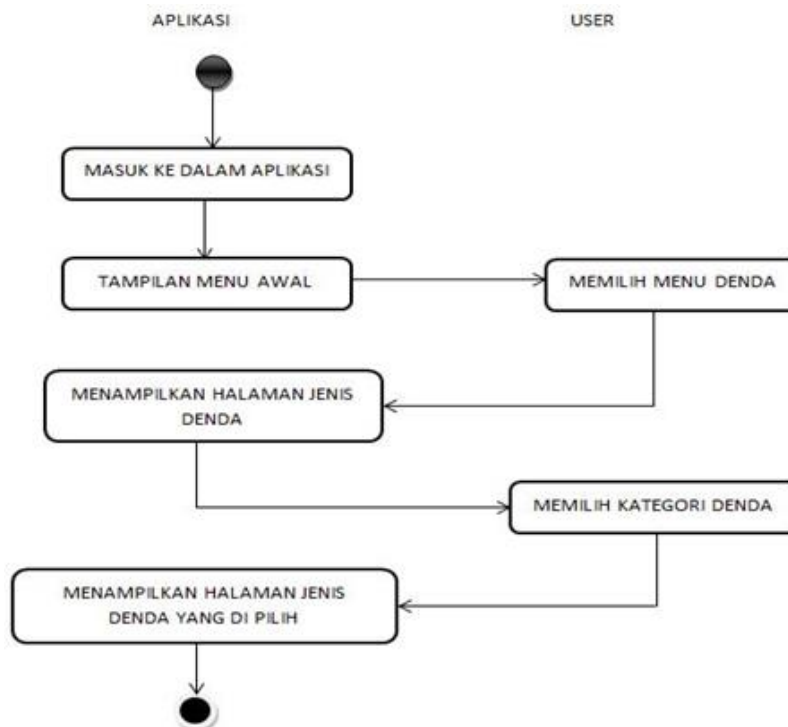 APLIKASI
USER
MASUK KE DALAM APLIKASI
TAMPILAN MENU AWAL
MEMILIH MENU DENDA
MENAMPILKAN HALAMAN JENIS
DENDA
MEMILIH KATEGORI DENDA
MENAMPILKAN HALAMAN JENIS
DENDA YANG DI PILIH